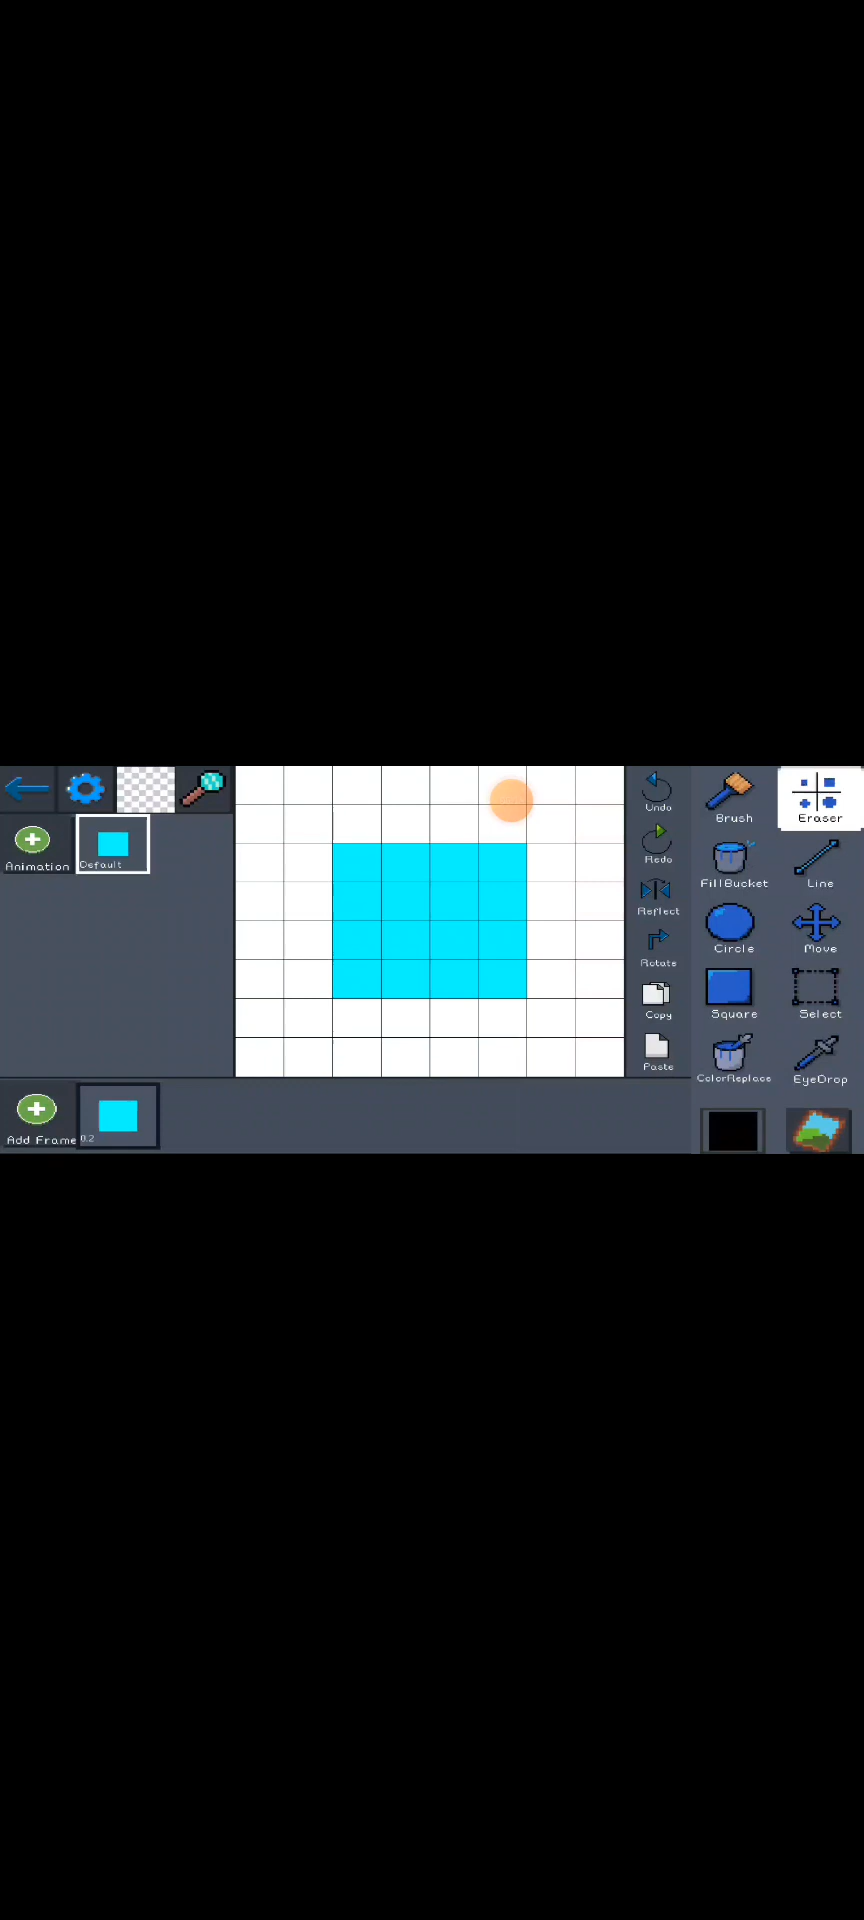 Undo
Brush
Eraser
Animation
Default
Redo
FillBucket
Line
Reflect
Circle
Move
Rotate
Copy
Square
Select
Paste
ColorReplace
EyeDrop
Add Frame
0.2